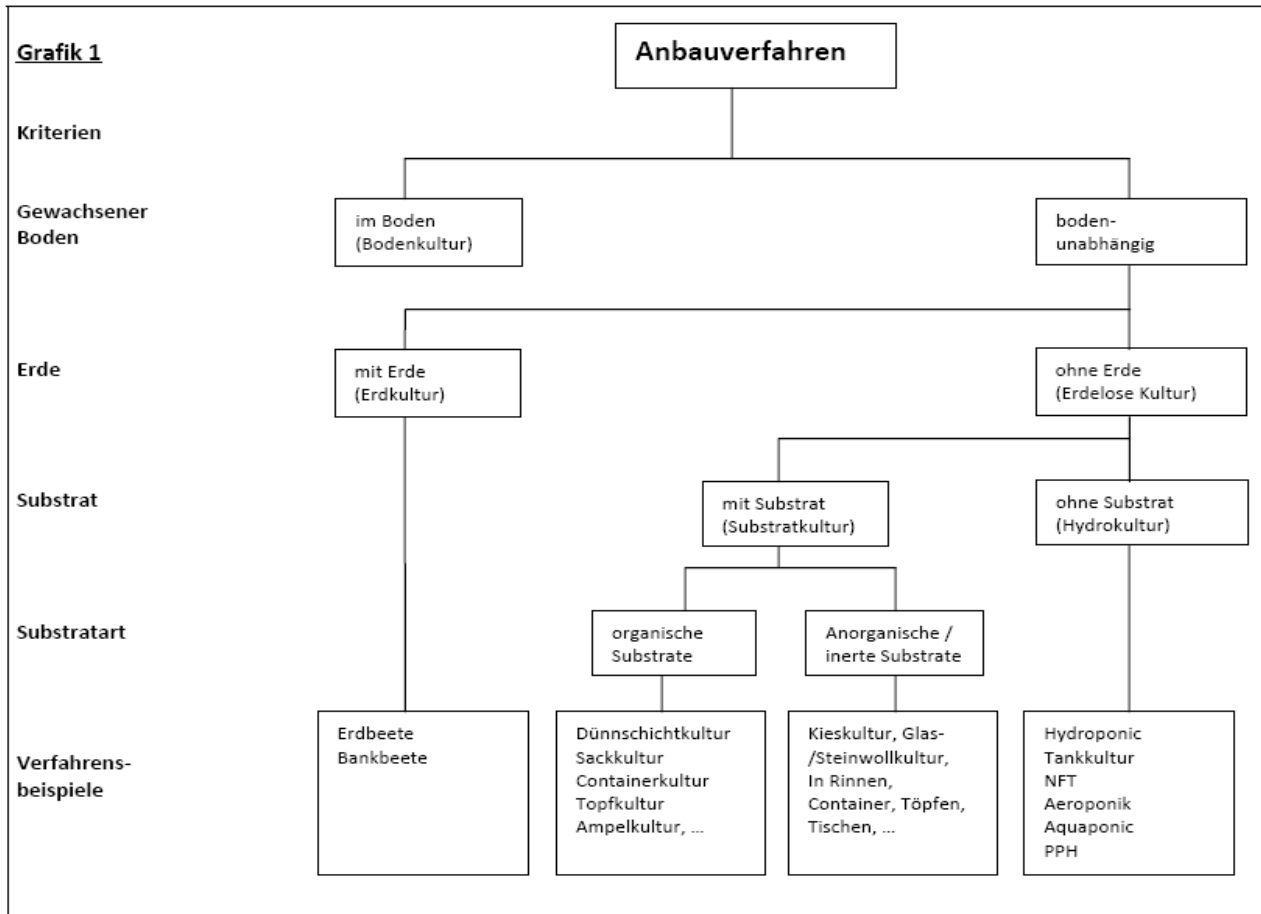 Grafik 1
Anbauverfahren
Kriterien
Gewachsener
Boden
im Boden
(Bodenkultur)
boden-
unabhängig
Erde
mit Erde
(Erdkultur)
ohne Erde
(Erdelose Kultur)
Substrat
mit Substrat
(Substratkultur)
ohne Substrat
(Hydrokultur)
Substratart
organische
Substrate
Anorganische /
inerte Substrate
Verfahrens-
beispiele
Erdbeete
Bankbeete
Dünnschichtkultur
Sackkultur
Containerkultur
Topfkultur
Ampelkultur, ...
Kieskultur, Glas-
/Steinwollkultur,
In Rinnen,
Container, Töpfen,
Tischen, ...
Hydroponic
Tankkultur
NFT
Aeroponik
Aquaponic
PPH